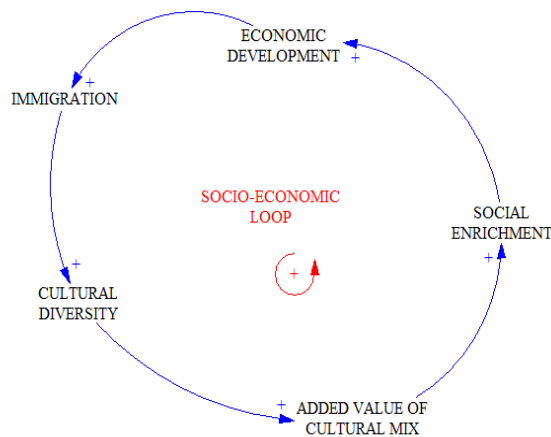 ECONOMIC
DEVELOPMENT
+
+
IMMIGRATION
SOCIO-ECONOMIC
LOOP
SOCIAL
ENRICHMENT
+
+
+
CULTURAL
DIVERSITY
+
ADDED VALUE OF
CULTURAL MIX